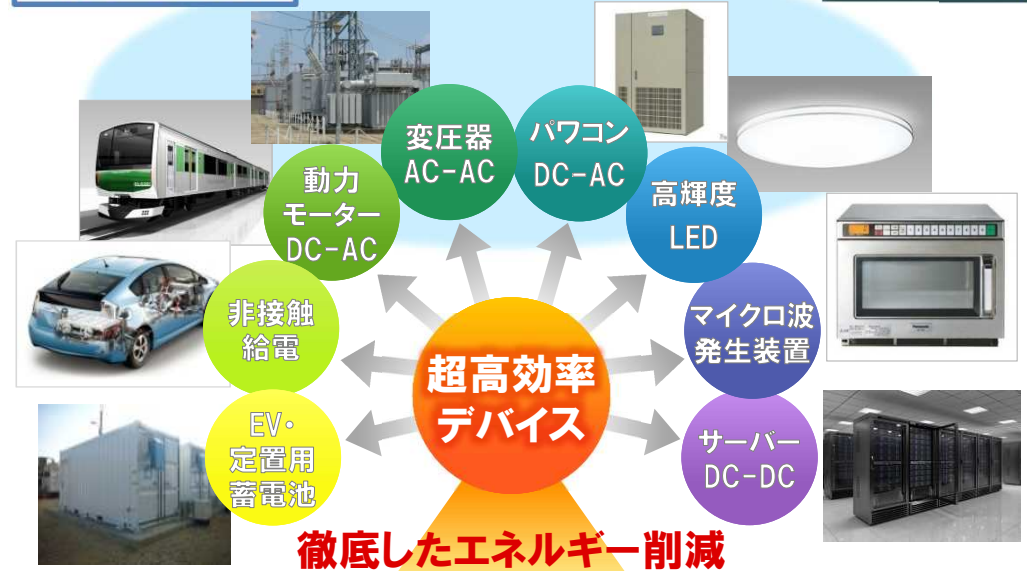 変圧器
AC-AC
パワコン
DC-AC
動力
モーター
DC-AC
高輝度
LED
非接触
給電
マイクロ波
発生装置
超高効率
デバイス
EV・
定置用
蓄電池
サーバー
DC-DC
徹底したエネルギー削減
Panasonic